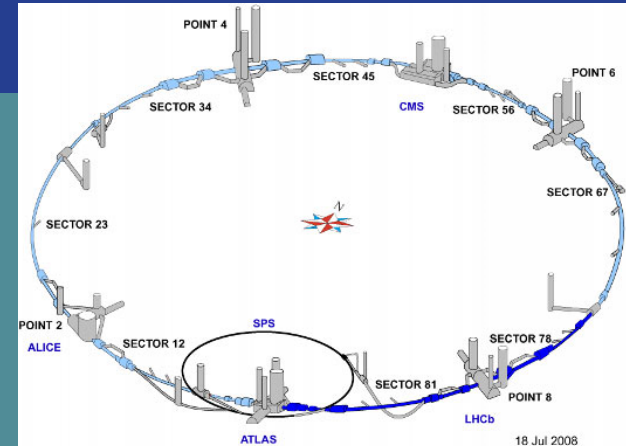 POINT 4
SECTOR 45
POINT 6
SECTOR 34
CMS
SECTOR 56
SECTOR 67
N
SECTOR 23
POINT 2
ALICE
SECTOR 12
SPS
SECTOR 78
SECTOR 81
POINT 8
LHCb
ATLAS
18 Jul 2008